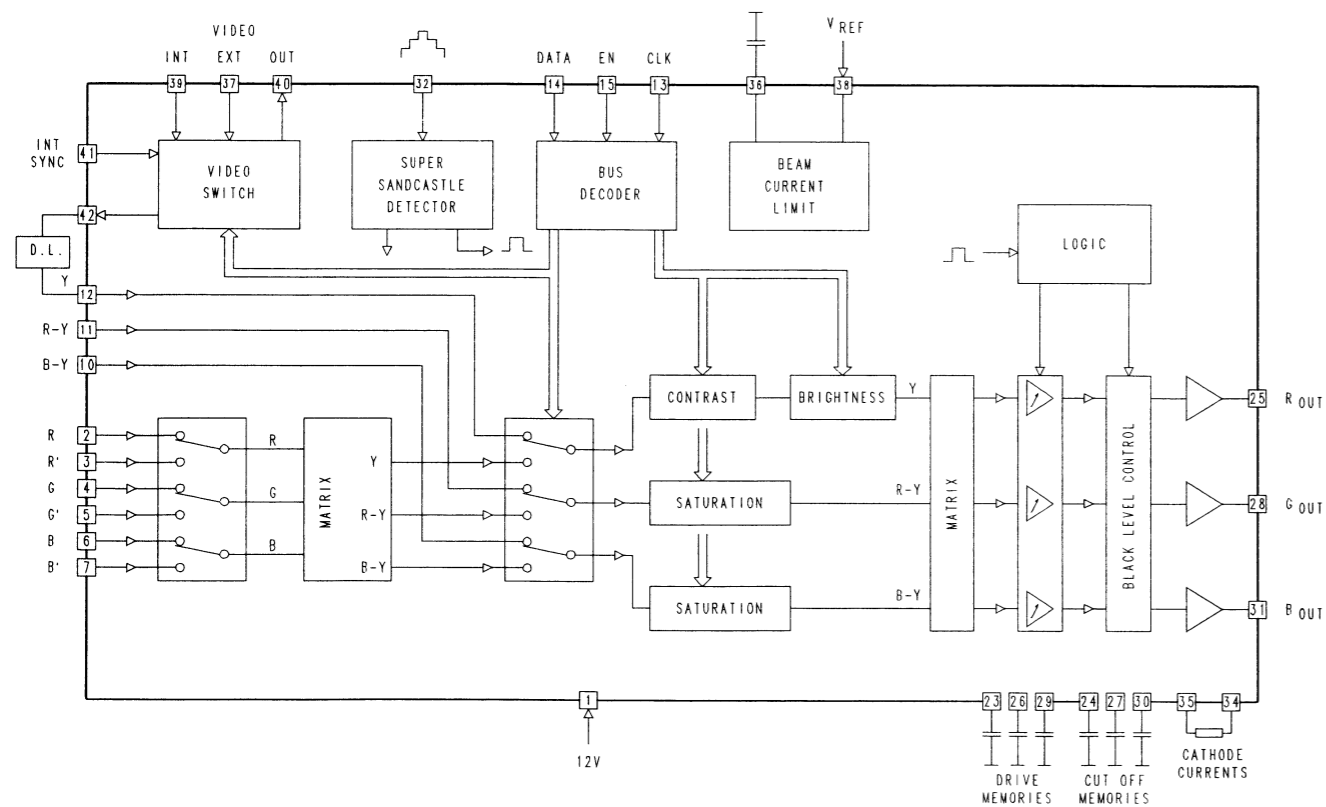 VIDEO
INT EXT OUT
DATA EN CLK
V REF
39 37 40 32 14 15 13 36 38
INT
SYNC
41
VIDEO
SWITCH
SUPER
SANDCASTLE
DETECTOR
BUS
DECODER
BEAM
CURRENT
LIMIT
42
D.L.
LOGIC
Y
12
R-Y 11
B-Y 10
CONTRAST
BRIGHTNESS
Y
25 R OUT
R 2
R' 3
G 4
G' 5
B 6
B' 7
R
G
B
MATRIX
Y
R-Y
B-Y
SATURATION
R-Y
SATURATION
B-Y
MATRIX
BLACK LEVEL CONTROL
28 G OUT
31 B OUT
1
12V
23 26 29 24 27 30 35 34
DRIVE
MEMORIES
CUT OFF
MEMORIES
CATHODE
CURRENTS